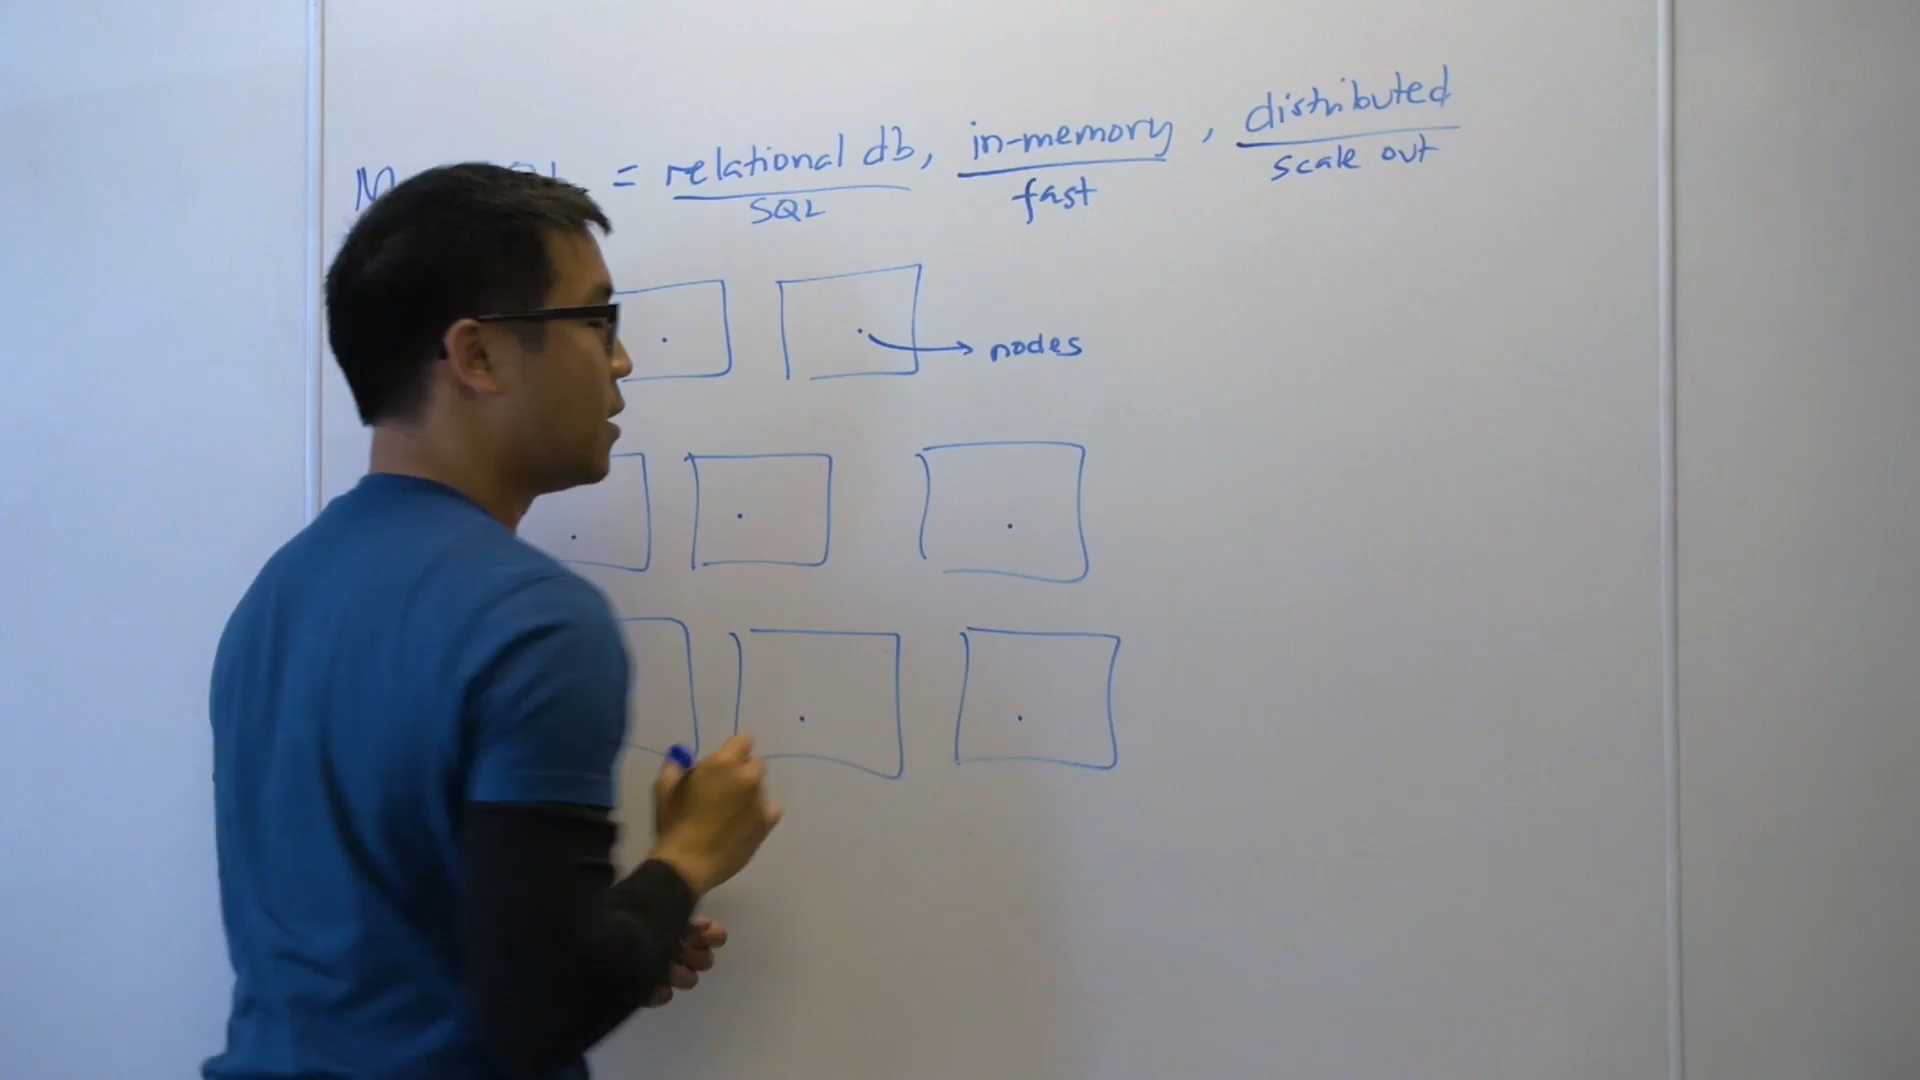 = relational db, in-memory, distributed
SQL fast scale out
nodes